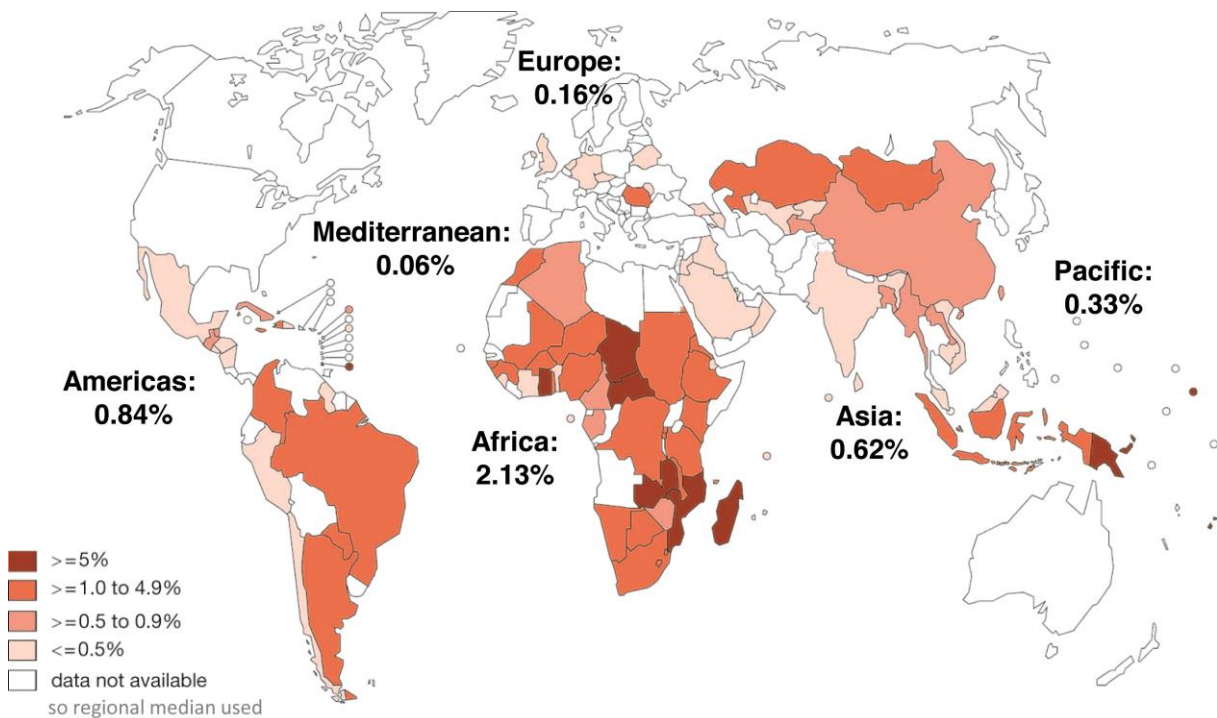 Europe:
0.16%
Mediterranean:
0.06%
Pacific:
0.33%
Americas:
0.84%
Africa:
2.13%
Asia:
0.62%
>=5%
>=1.0 to 4.9%
>=0.5 to 0.9%
<=0.5%
data not available
so regional median used